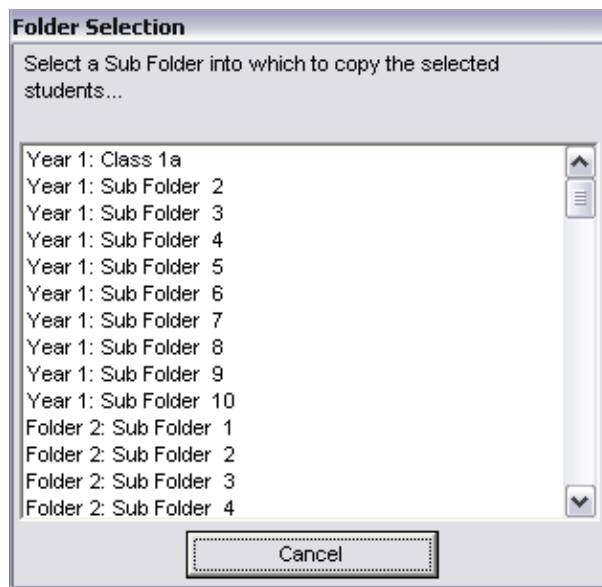 Folder Selection
Select a Sub Folder into which to copy the selected
students...
Year 1: Class 1a
Year 1: Sub Folder 2
Year 1: Sub Folder 3
Year 1: Sub Folder 4
Year 1: Sub Folder 5
Year 1: Sub Folder 6
Year 1: Sub Folder 7
Year 1: Sub Folder 8
Year 1: Sub Folder 9
Year 1: Sub Folder 10
Folder 2: Sub Folder 1
Folder 2: Sub Folder 2
Folder 2: Sub Folder 3
Folder 2: Sub Folder 4
Cancel